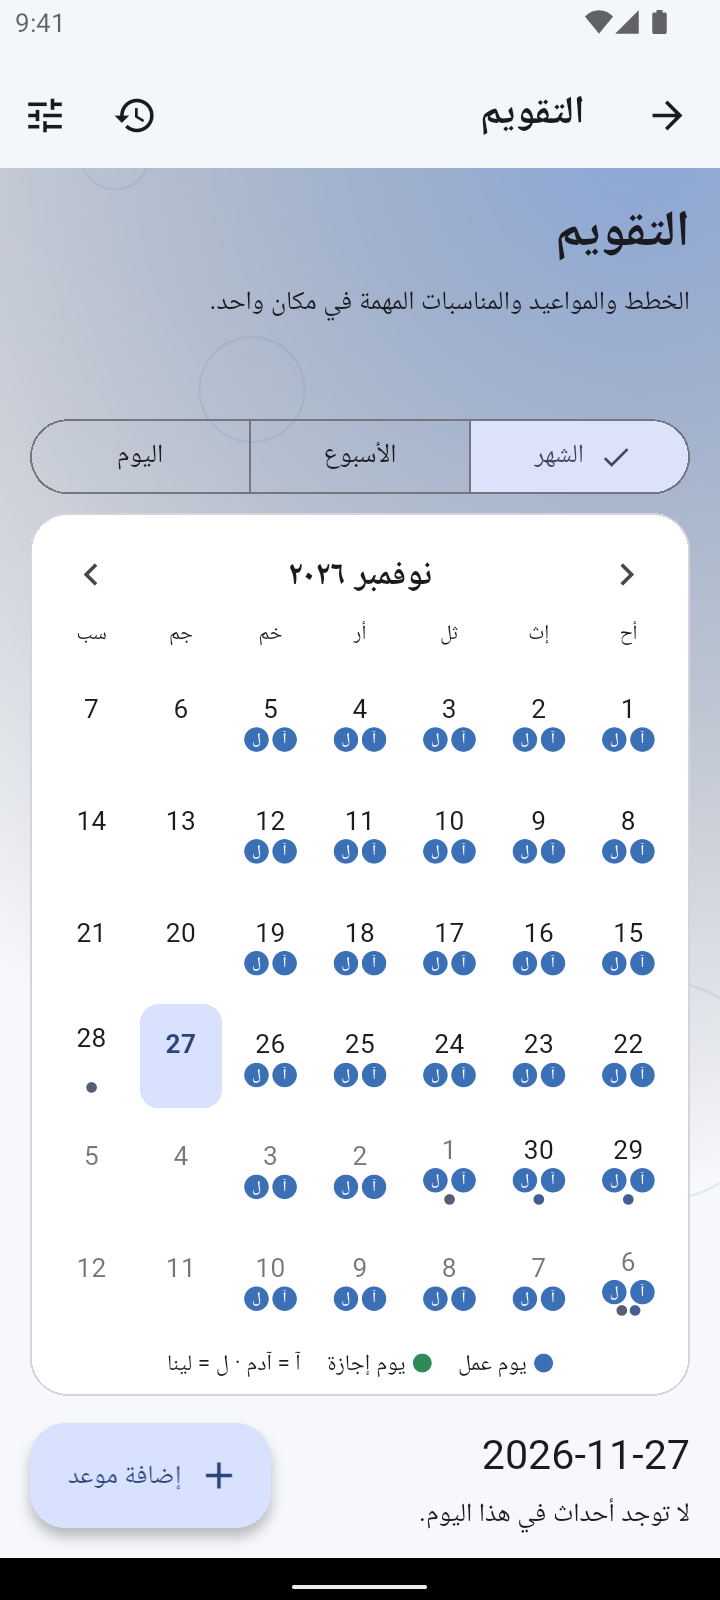 9:41
التقويم
التقويم
الخطط والمواعيد والمناسبات المهمة في مكان واحد.
الشهر الأسبوع اليوم
نوفمبر ٢٠٢٦
أح إث ثل أر خم جم سب
1 2 3 4 5 6 7
آ ل آ ل آ ل آ ل آ ل
8 9 10 11 12 13 14
آ ل آ ل آ ل آ ل آ ل
15 16 17 18 19 20 21
آ ل آ ل آ ل آ ل آ ل
22 23 24 25 26 27 28
آ ل آ ل آ ل آ ل آ ل
29 30 1 2 3 4 5
آ ل آ ل آ ل آ ل آ ل
6 7 8 9 10 11 12
آ ل آ ل آ ل آ ل آ ل
يوم عمل يوم إجازة آ = آدم · ل = لينا
2026-11-27
لا توجد أحداث في هذا اليوم.
إضافة موعد